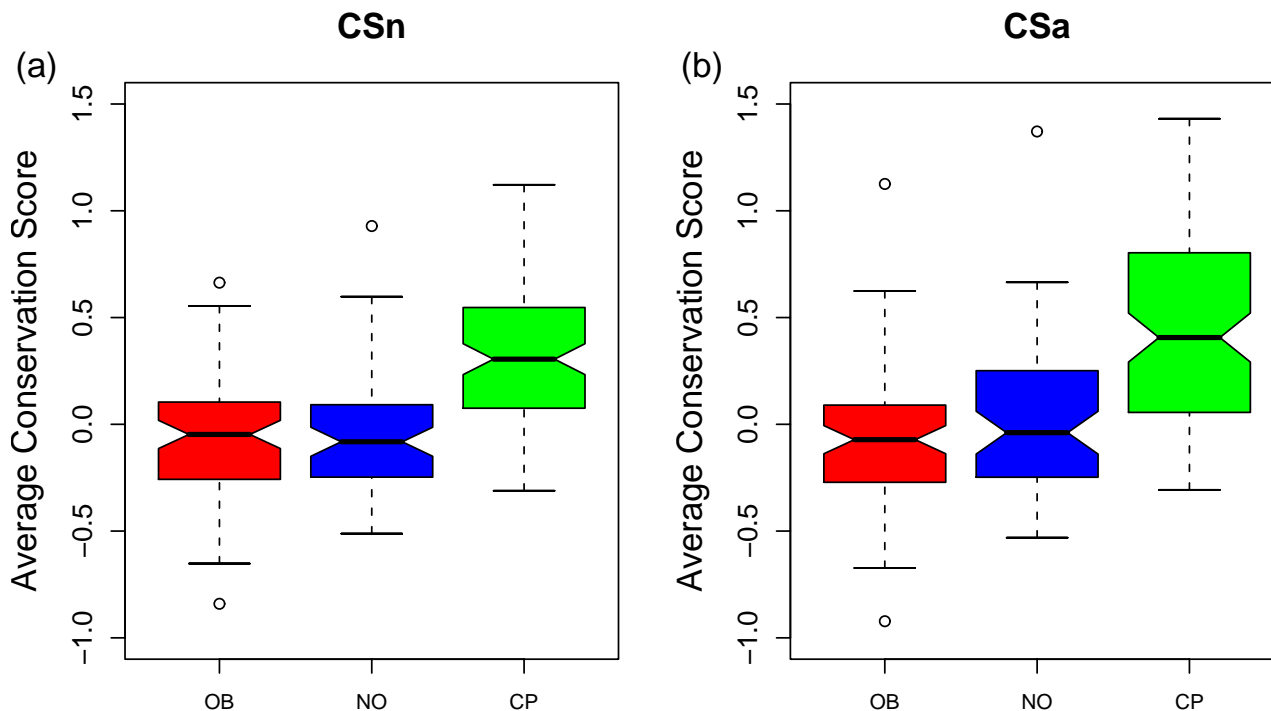 CSn
(a)
Average Conservation Score
1.5
1.0
0.5
0.0
−0.5
−1.0
OB NO CP
CSa
(b)
Average Conservation Score
1.5
1.0
0.5
0.0
−0.5
−1.0
OB NO CP